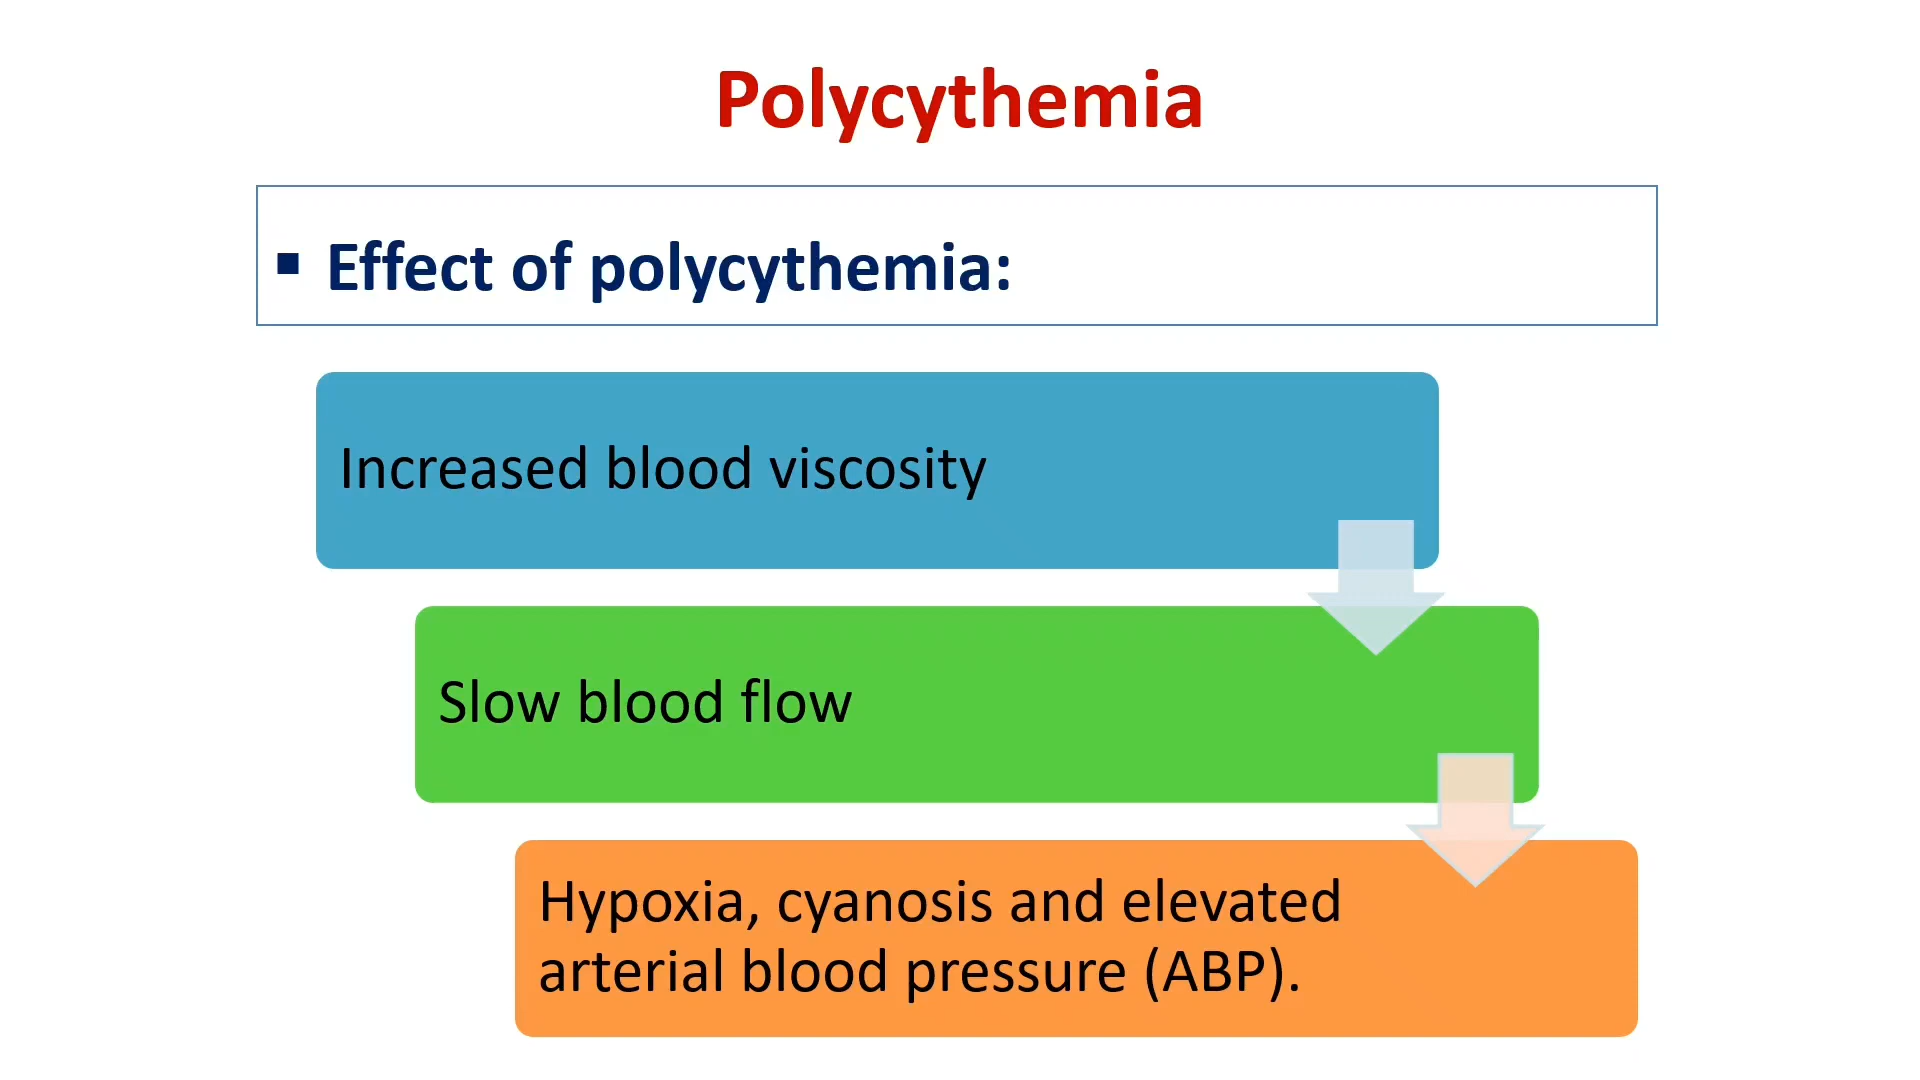 Polycythemia
▪ Effect of polycythemia:
Increased blood viscosity
Slow blood flow
Hypoxia, cyanosis and elevated
arterial blood pressure (ABP).